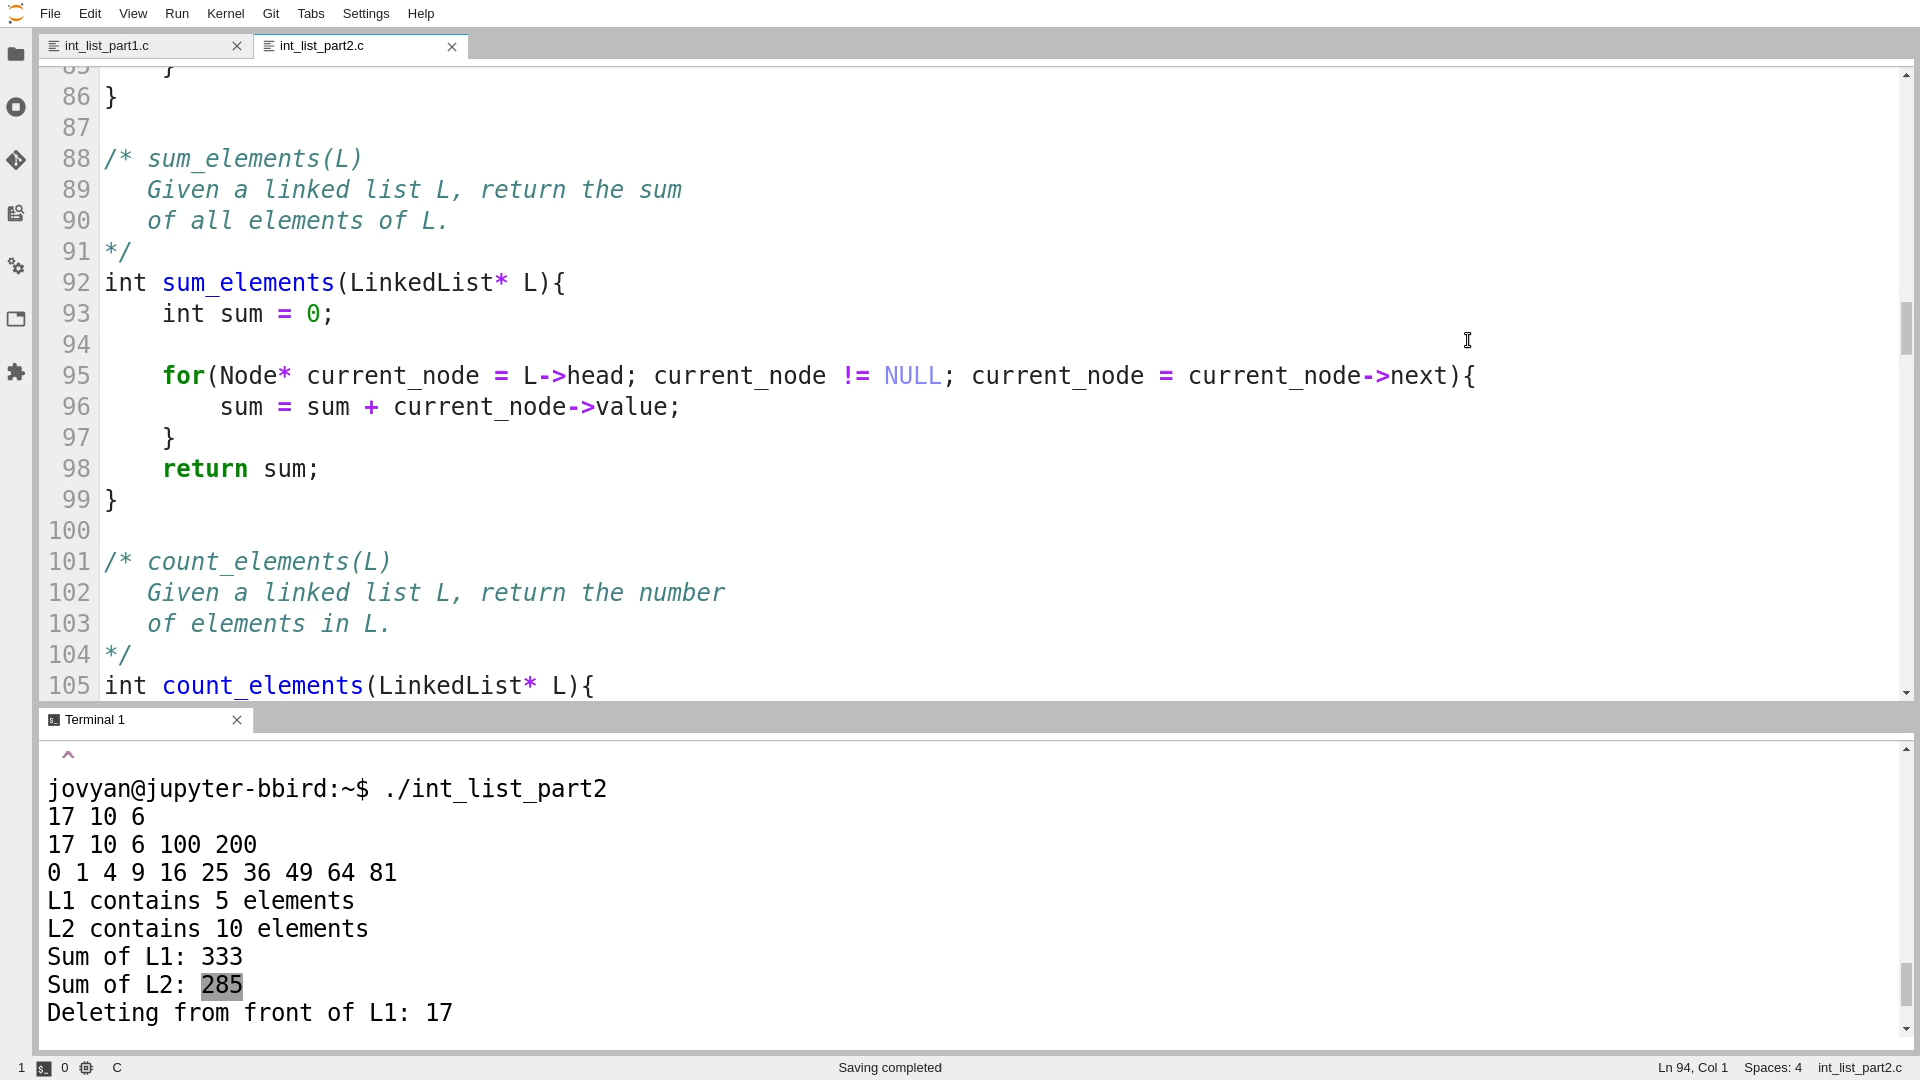 File Edit View Run Kernel Git Tabs Settings Help
int_list_part1.c int_list_part2.c
85 }
86 }
87
88 /* sum_elements(L)
89 Given a linked list L, return the sum
90 of all elements of L.
91 */
92 int sum_elements(LinkedList* L){
93 int sum = 0;
94
95 for(Node* current_node = L->head; current_node != NULL; current_node = current_node->next){
96 sum = sum + current_node->value;
97 }
98 return sum;
99 }
100
101 /* count_elements(L)
102 Given a linked list L, return the number
103 of elements in L.
104 */
105 int count_elements(LinkedList* L){
Terminal 1
^
jovyan@jupyter-bbird:~$ ./int_list_part2
17 10 6
17 10 6 100 200
0 1 4 9 16 25 36 49 64 81
L1 contains 5 elements
L2 contains 10 elements
Sum of L1: 333
Sum of L2: 285
Deleting from front of L1: 17
1 0 C Saving completed Ln 94, Col 1 Spaces: 4 int_list_part2.c